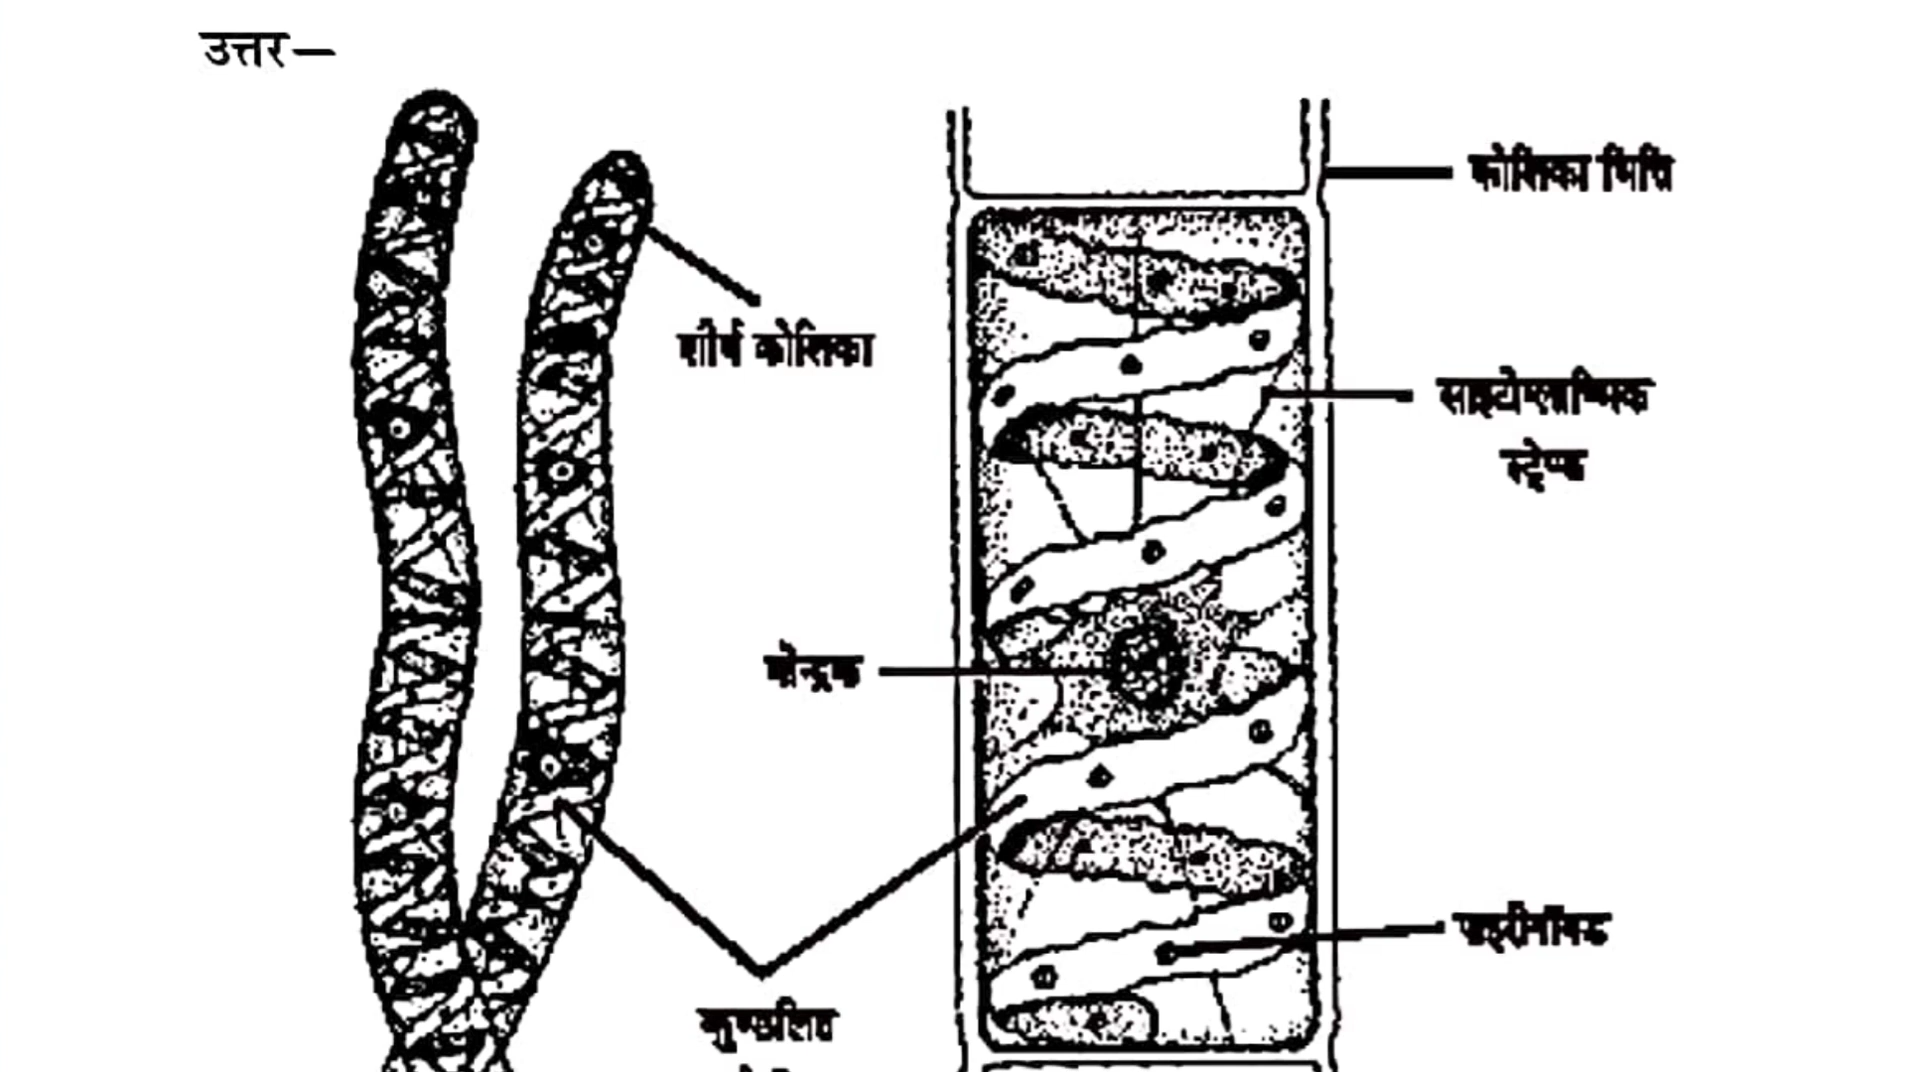 उत्तर—
कोशिका भित्ति
शीर्ष कोशिका
साइटोप्लाज्मिक
स्ट्रेण्ड
केन्द्रक
पाइरीनॉयड
कुण्डलित